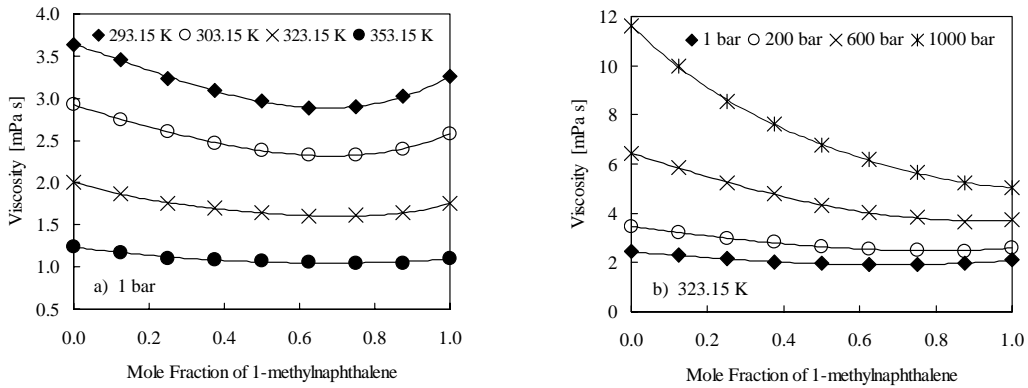 293.15 K 303.15 K 323.15 K 353.15 K
4.0
3.5
3.0
2.5
2.0
1.5
1.0
0.5
Viscosity [mPa s]
a) 1 bar
0.0 0.2 0.4 0.6 0.8 1.0
Mole Fraction of 1-methylnaphthalene
1 bar 200 bar 600 bar 1000 bar
12
10
8
6
4
2
0
Viscosity [mPa s]
b) 323.15 K
0.0 0.2 0.4 0.6 0.8 1.0
Mole Fraction of 1-methylnaphthalene